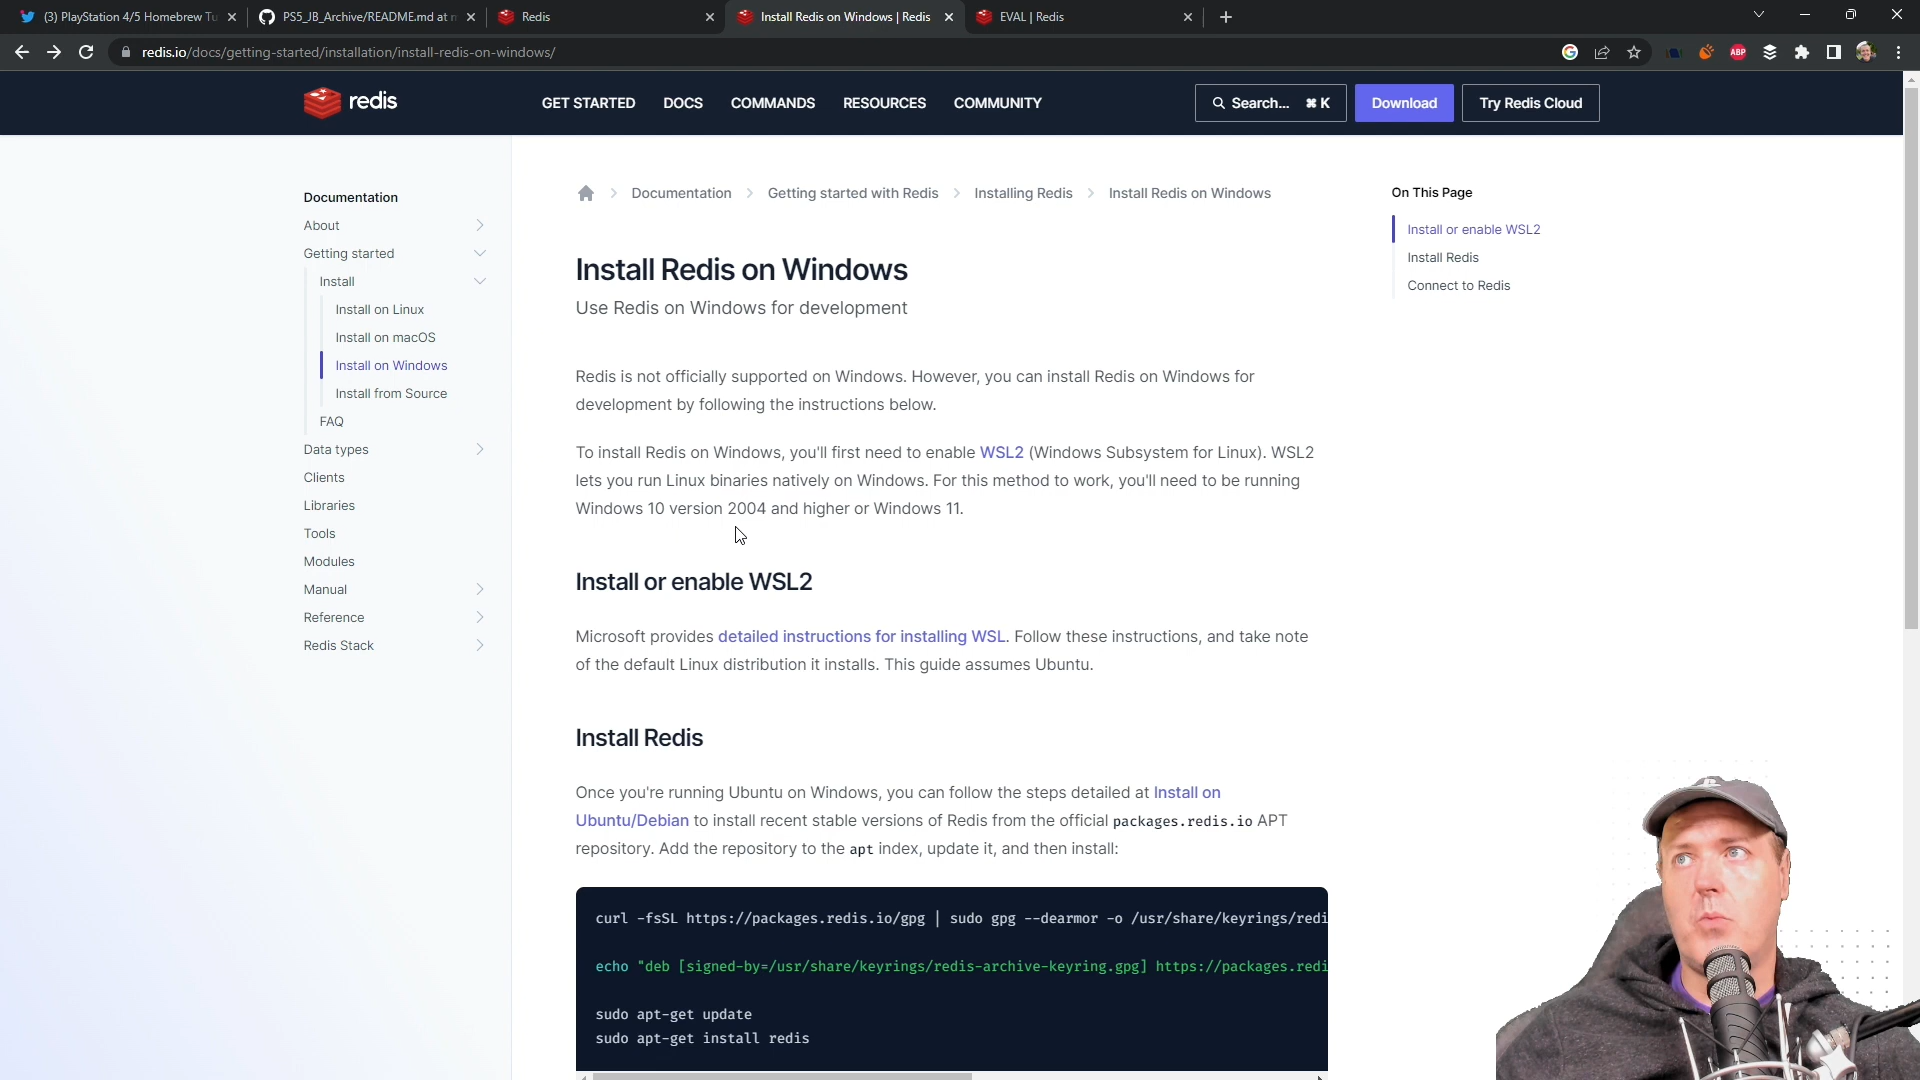 (3) PlayStation 4/5 Homebrew Tu
PS5_JB_Archive/README.md at m
Redis
Install Redis on Windows | Redis
EVAL | Redis
redis.io/docs/getting-started/installation/install-redis-on-windows/
ABP
redis
GET STARTED
DOCS
COMMANDS
RESOURCES
COMMUNITY
Search... ⌘ K
Download
Try Redis Cloud
Documentation
About
Getting started
Install
Install on Linux
Install on macOS
Install on Windows
Install from Source
FAQ
Data types
Clients
Libraries
Tools
Modules
Manual
Reference
Redis Stack
Documentation > Getting started with Redis > Installing Redis > Install Redis on Windows
Install Redis on Windows
Use Redis on Windows for development
Redis is not officially supported on Windows. However, you can install Redis on Windows for
development by following the instructions below.
To install Redis on Windows, you'll first need to enable WSL2 (Windows Subsystem for Linux). WSL2
lets you run Linux binaries natively on Windows. For this method to work, you'll need to be running
Windows 10 version 2004 and higher or Windows 11.
Install or enable WSL2
Microsoft provides detailed instructions for installing WSL. Follow these instructions, and take note
of the default Linux distribution it installs. This guide assumes Ubuntu.
Install Redis
Once you're running Ubuntu on Windows, you can follow the steps detailed at Install on
Ubuntu/Debian to install recent stable versions of Redis from the official packages.redis.io APT
repository. Add the repository to the apt index, update it, and then install:
curl -fsSL https://packages.redis.io/gpg | sudo gpg --dearmor -o /usr/share/keyrings/redi
echo "deb [signed-by=/usr/share/keyrings/redis-archive-keyring.gpg] https://packages.redi
sudo apt-get update
sudo apt-get install redis
On This Page
Install or enable WSL2
Install Redis
Connect to Redis